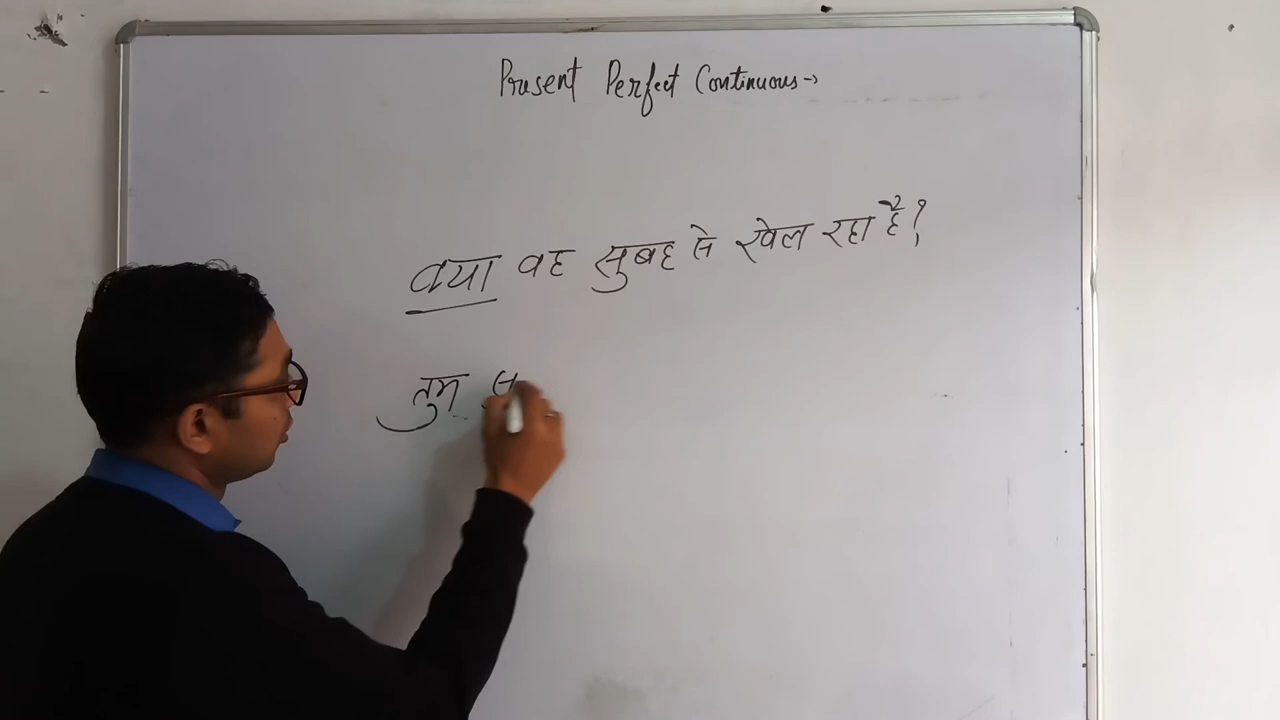 Present Perfect Continuous→
क्या वह सुबह से खेल रहा है?
तुम